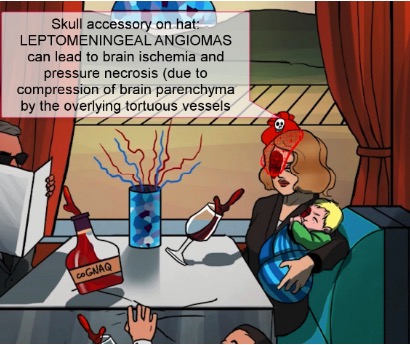 Skull accessory on hat:
LEPTOMENINGEAL ANGIOMAS
can lead to brain ischemia and
pressure necrosis (due to
compression of brain parenchyma
by the overlying tortuous vessels
coGNAQ